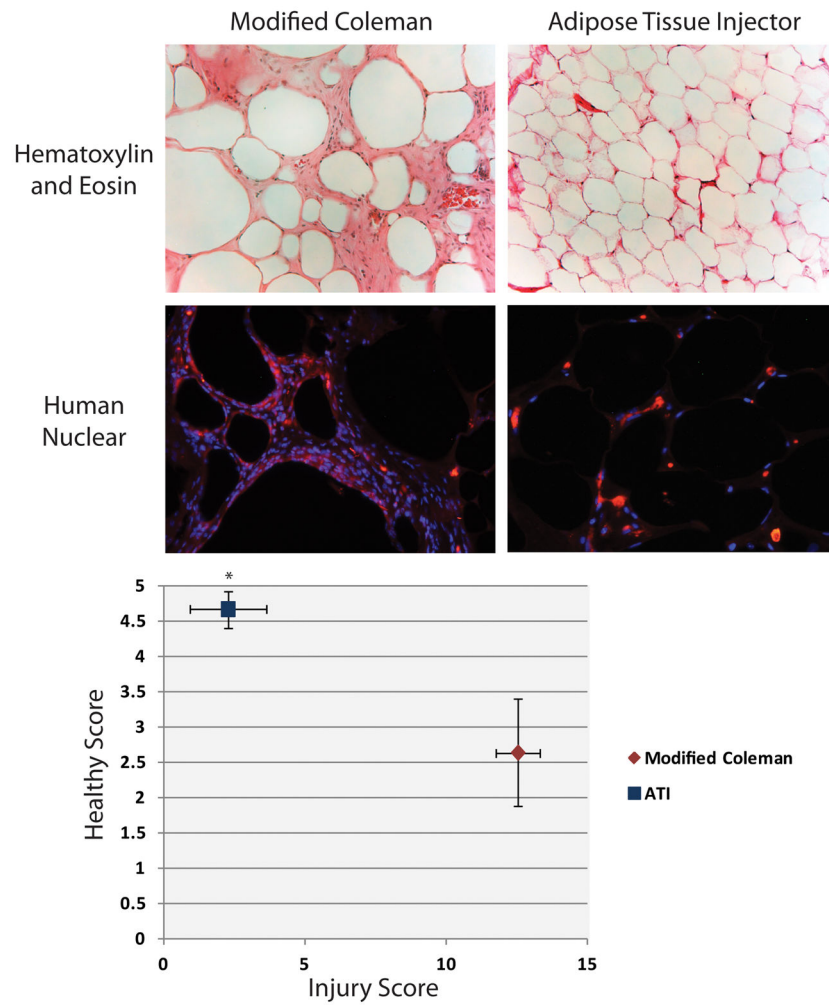 Modified Coleman
Adipose Tissue Injector
Hematoxylin
and Eosin
Human
Nuclear
*
5
4.5
4
3.5
3
2.5
2
1.5
1
0.5
0
Healthy Score
0
5
10
15
Injury Score
Modified Coleman
ATI